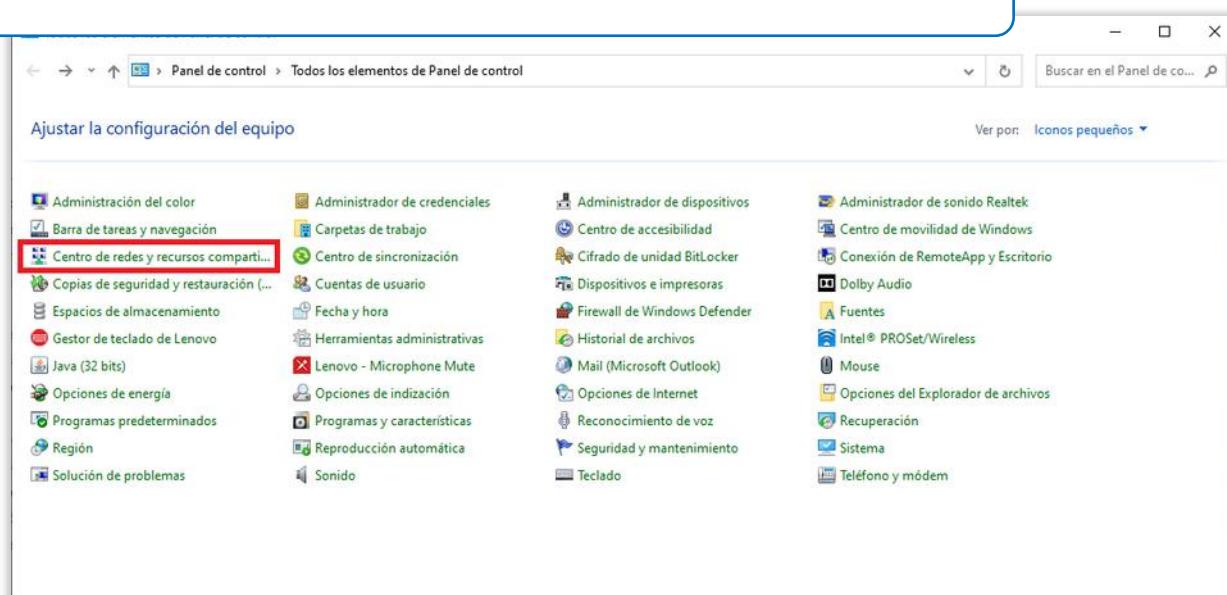 Panel de control > Todos los elementos de Panel de control
Buscar en el Panel de co...
Ajustar la configuración del equipo
Ver por: Iconos pequeños
Administración del color
Administrador de credenciales
Administrador de dispositivos
Administrador de sonido Realtek
Barra de tareas y navegación
Carpetas de trabajo
Centro de accesibilidad
Centro de movilidad de Windows
Centro de redes y recursos comparti...
Centro de sincronización
Cifrado de unidad BitLocker
Conexión de RemoteApp y Escritorio
Copias de seguridad y restauración (...
Cuentas de usuario
Dispositivos e impresoras
Dolby Audio
Espacios de almacenamiento
Fecha y hora
Firewall de Windows Defender
Fuentes
Gestor de teclado de Lenovo
Herramientas administrativas
Historial de archivos
Intel® PROSet/Wireless
Java (32 bits)
Lenovo - Microphone Mute
Mail (Microsoft Outlook)
Mouse
Opciones de energía
Opciones de indización
Opciones de Internet
Opciones del Explorador de archivos
Programas predeterminados
Programas y características
Reconocimiento de voz
Recuperación
Región
Reproducción automática
Seguridad y mantenimiento
Sistema
Solución de problemas
Sonido
Teclado
Teléfono y módem